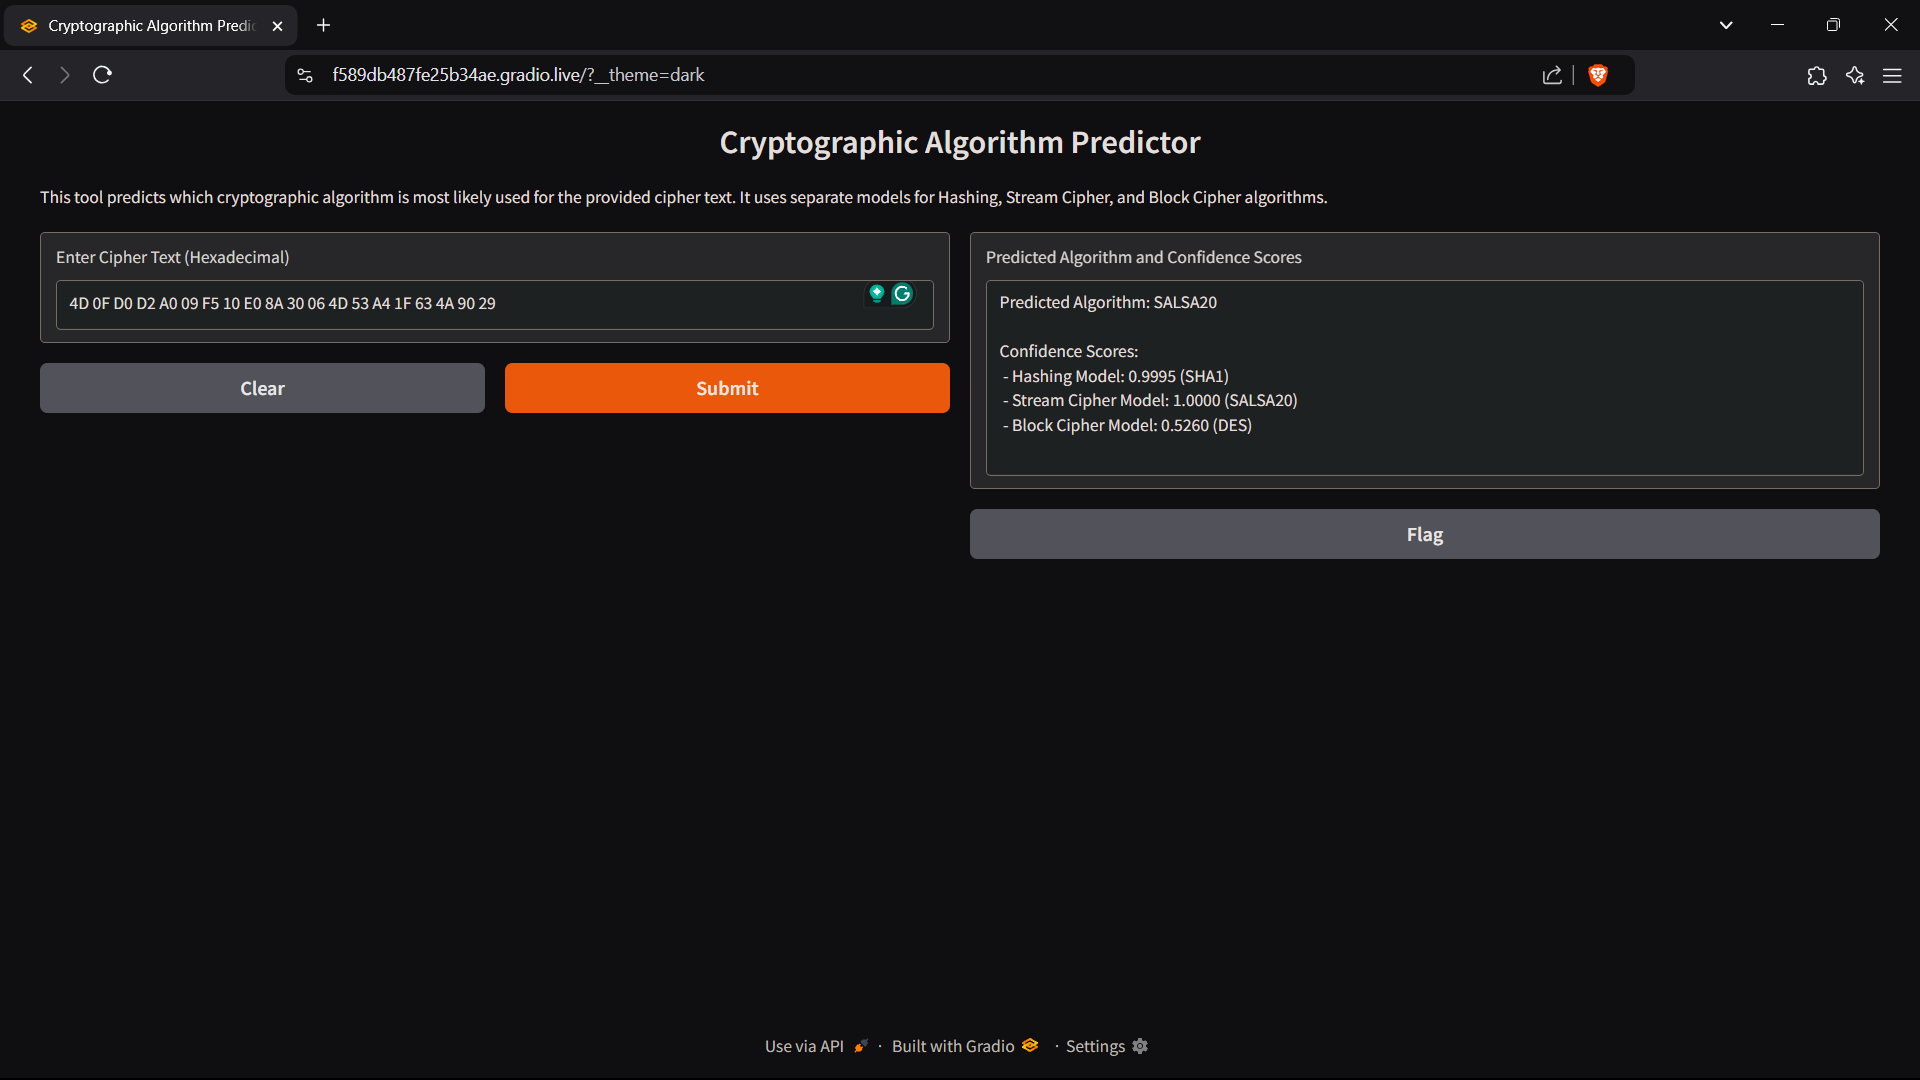 Cryptographic Algorithm Predic
f589db487fe25b34ae.gradio.live/?__theme=dark
Cryptographic Algorithm Predictor
This tool predicts which cryptographic algorithm is most likely used for the provided cipher text. It uses separate models for Hashing, Stream Cipher, and Block Cipher algorithms.
Enter Cipher Text (Hexadecimal)
4D 0F D0 D2 A0 09 F5 10 E0 8A 30 06 4D 53 A4 1F 63 4A 90 29
Clear
Submit
Predicted Algorithm and Confidence Scores
Predicted Algorithm: SALSA20
Confidence Scores:
- Hashing Model: 0.9995 (SHA1)
- Stream Cipher Model: 1.0000 (SALSA20)
- Block Cipher Model: 0.5260 (DES)
Flag
Use via API · Built with Gradio · Settings